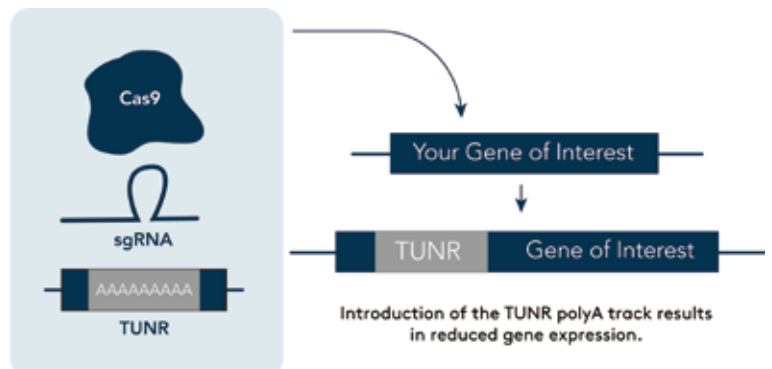 Cas9
sgRNA
AAAAAAAAA
TUNR
Your Gene of Interest
TUNR
Gene of Interest
Introduction of the TUNR polyA track results
in reduced gene expression.